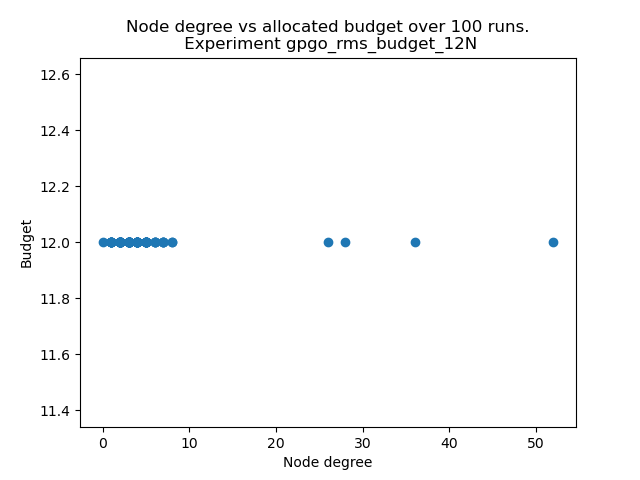 Node degree vs allocated budget over 100 runs.
Experiment gpgo_rms_budget_12N
12.6
12.4
12.2
12.0
11.8
11.6
11.4
Budget
0 10 20 30 40 50
Node degree